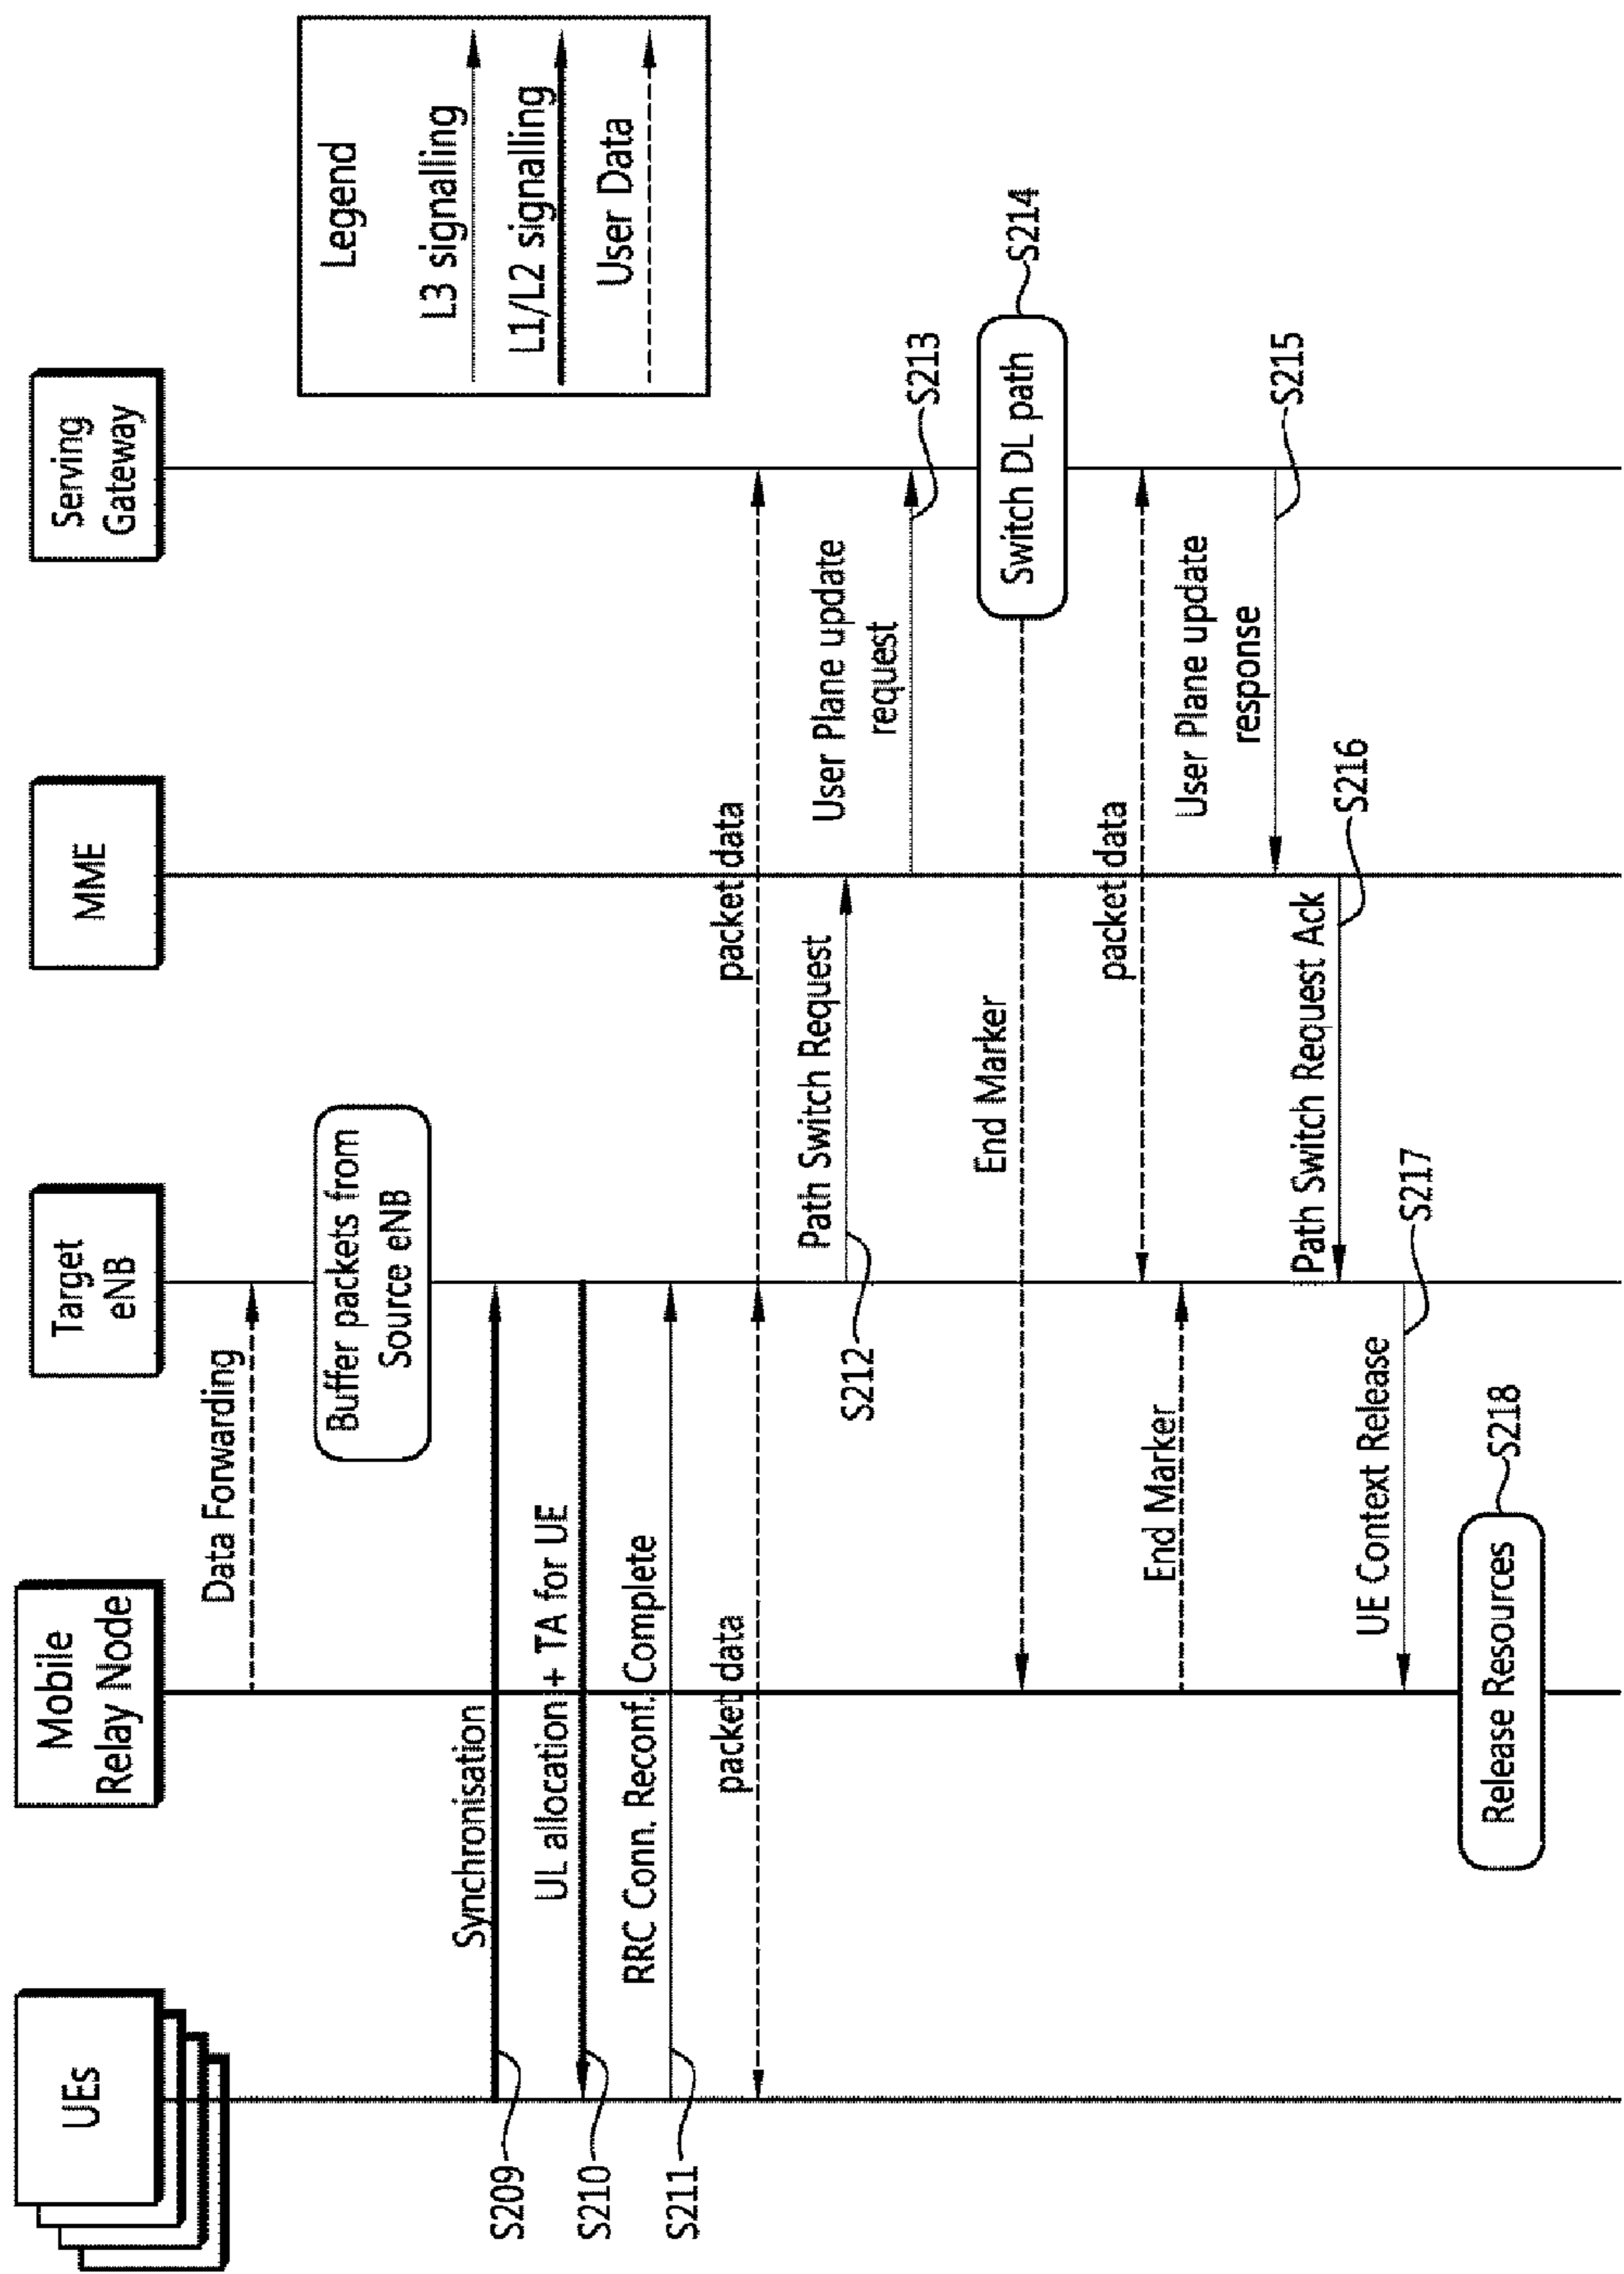 UEs
Mobile
Relay Node
Target
eNB
MME
Serving
Gateway
Legend
L3 signalling
L1/L2 signalling
User Data
Data Forwarding
Buffer packets from
Source eNB
Synchronisation
S209
UL allocation + TA for UE
S210
RRC Conn. Reconf. Complete
S211
packet data
packet data
Path Switch Request
S212
User Plane update
request
S213
End Marker
Switch DL path
S214
packet data
End Marker
User Plane update
response
S215
Path Switch Request Ack
S216
UE Context Release
S217
Release Resources
S218